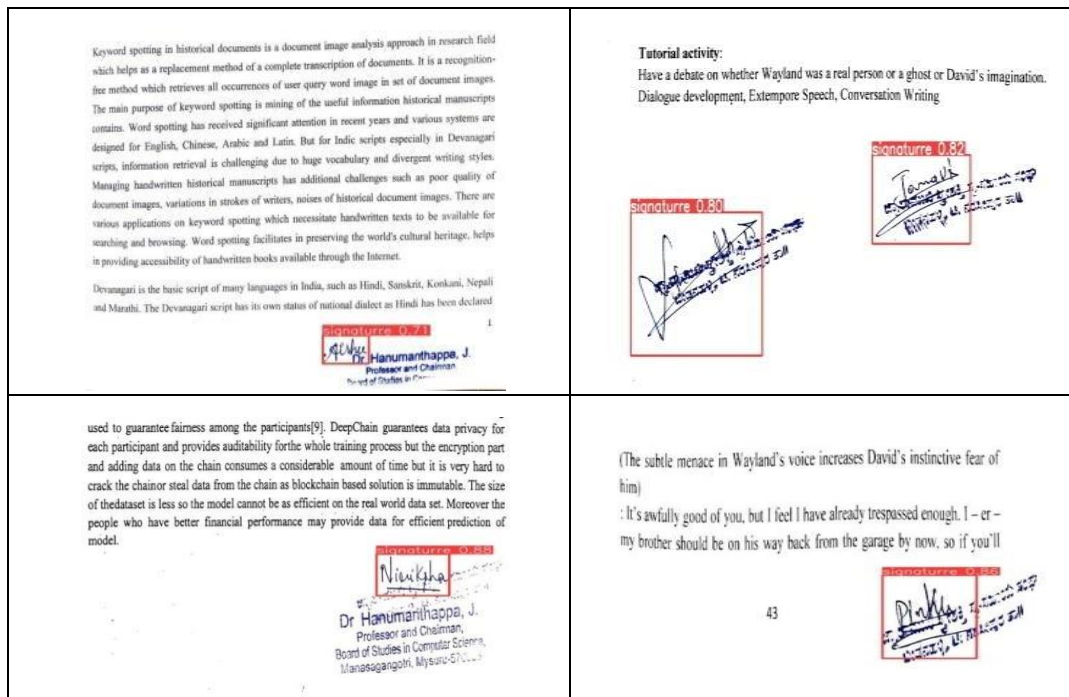 Keyword spotting in historical documents is a document image analysis approach in research field
which helps as a replacement method of a complete transcription of documents. It is a recognition-
free method which retrieves all occurrences of user query word image in set of document images.
The main purpose of keyword spotting is mining of the useful information historical manuscripts
contains. Word spotting has received significant attention in recent years and various systems are
designed for English, Chinese, Arabic and Latin. But for Indic scripts especially in Devanagari
scripts, information retrieval is challenging due to huge vocabulary and divergent writing styles.
Managing handwritten historical manuscripts has additional challenges such as poor quality of
document images, variations in strokes of writers, noises of historical document images. There are
various applications on keyword spotting which necessitate handwritten texts to be available for
searching and browsing. Word spotting facilitates in preserving the world's cultural heritage, helps
in providing accessibility of handwritten books available through the Internet.
Devanagari is the basic script of many languages in India, such as Hindi, Sanskrit, Konkani, Nepali
and Marathi. The Devanagari script has its own status of national dialect as Hindi has been declared
1
signaturre 0.71
Dr Hanumanthappa, J.
Professor and Chairman
Board of Studies in
Tutorial activity:
Have a debate on whether Wayland was a real person or a ghost or David's imagination.
Dialogue development, Extempore Speech, Conversation Writing
signaturre 0.82
signaturre 0.80
used to guarantee fairness among the participants[9]. DeepChain guarantees data privacy for
each participant and provides auditability forthe whole training process but the encryption part
and adding data on the chain consumes a considerable amount of time but it is very hard to
crack the chainor steal data from the chain as blockchain based solution is immutable. The size
of thedataset is less so the model cannot be as efficient on the real world data set. Moreover the
people who have better financial performance may provide data for efficient prediction of
model.
signaturre 0.88
Dr Hanumanthappa, J.
Professor and Chairman,
Board of Studies in Computer Science,
Manasagangotri, Mysuru-
(The subtle menace in Wayland's voice increases David's instinctive fear of
him)
: It's awfully good of you, but I feel I have already trespassed enough. I – er –
my brother should be on his way back from the garage by now, so if you'll
signaturre 0.86
43